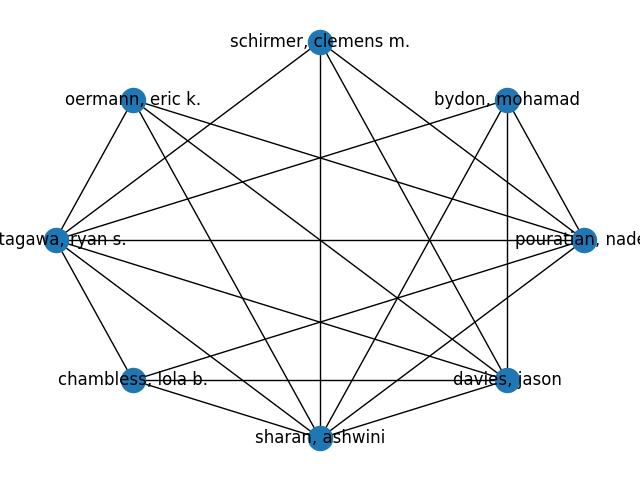 schirmer, clemens m.
oermann, eric k.
bydon, mohamad
tagawa, ryan s.
pouratian, nade
chambless, lola b.
davies, jason
sharan, ashwini